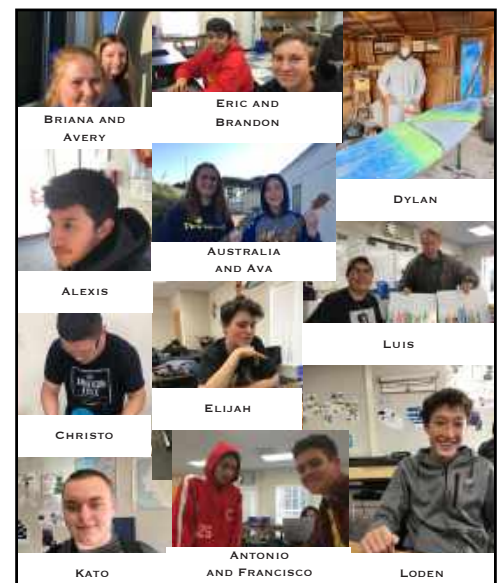 BRIANA AND
AVERY
ERIC AND
BRANDON
DYLAN
ALEXIS
AUSTRALIA
AND AVA
LUIS
CHRISTO
ELIJAH
KATO
ANTONIO
AND FRANCISCO
LODEN